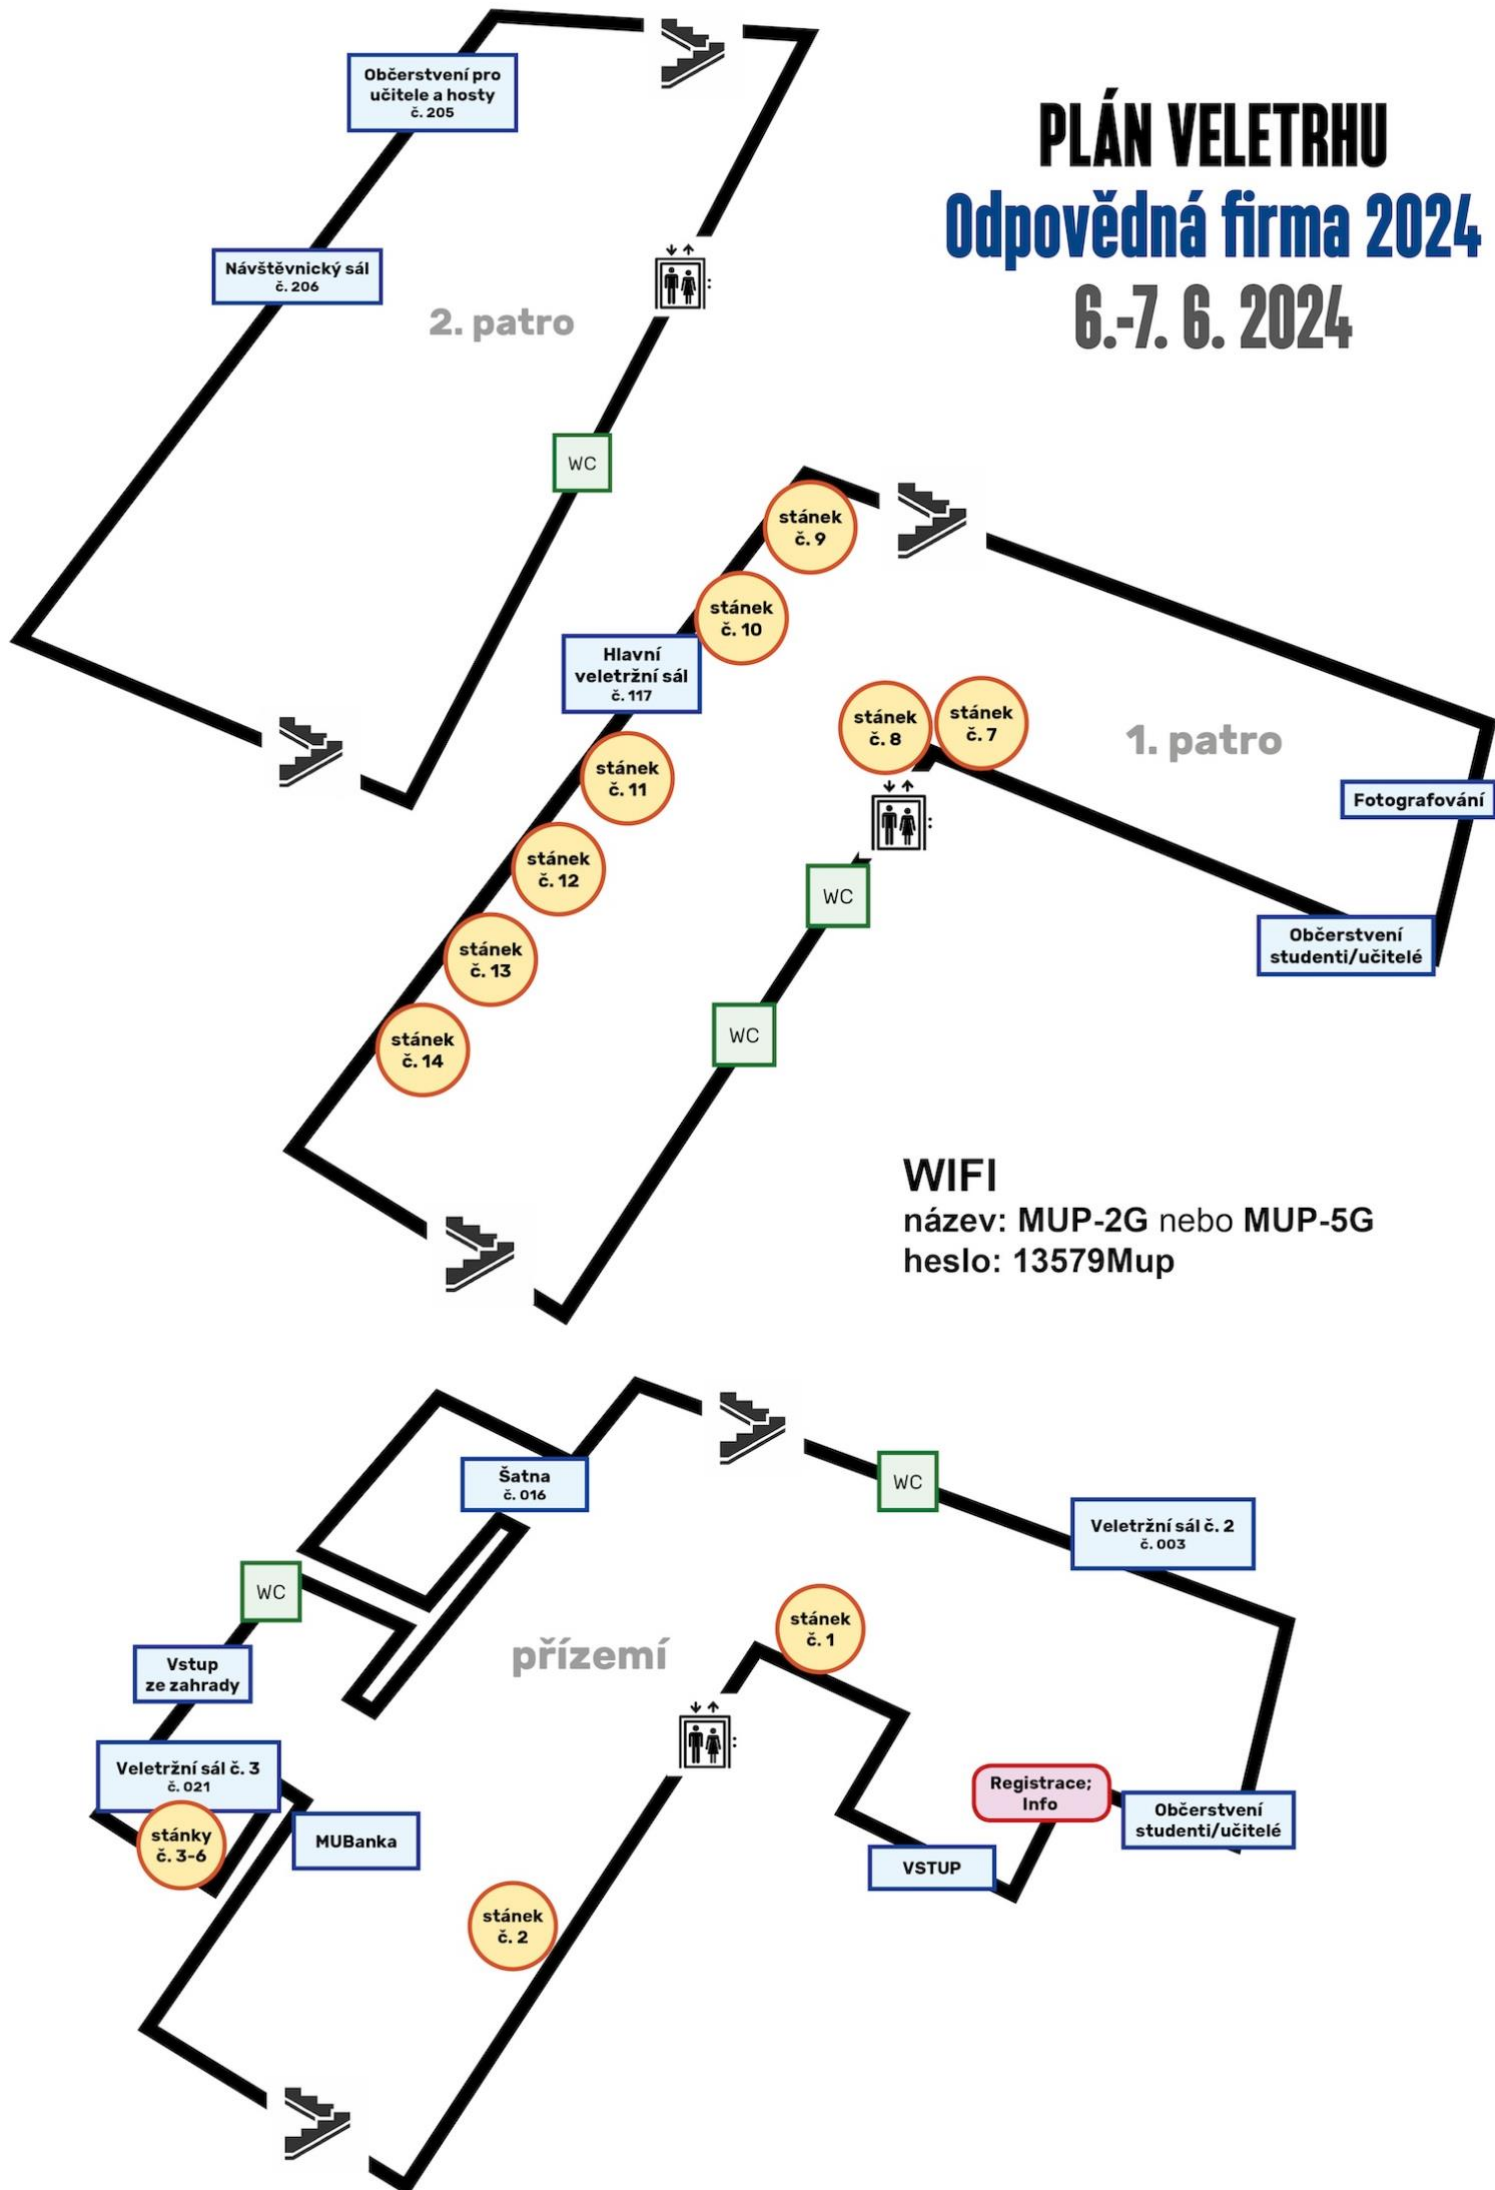 PLÁN VELETRHU
Odpovědná firma 2024
6.-7. 6. 2024
Občerstvení pro
učitele a hosty
č. 205
Návštěvnický sál
č. 206
2. patro
WC
stánek
č. 9
stánek
č. 10
Hlavní
veletržní sál
č. 117
stánek
č. 8
stánek
č. 7
1. patro
stánek
č. 11
Fotografování
stánek
č. 12
WC
Občerstvení
studenti/učitelé
stánek
č. 13
WC
stánek
č. 14
WIFI
název: MUP-2G nebo MUP-5G
heslo: 13579Mup
Šatna
č. 016
WC
Veletržní sál č. 2
č. 003
WC
stánek
č. 1
přízemí
Vstup
ze zahrady
Veletržní sál č. 3
č. 021
Registrace;
Info
Občerstvení
studenti/učitelé
stánky
č. 3-6
MUBanka
VSTUP
stánek
č. 2